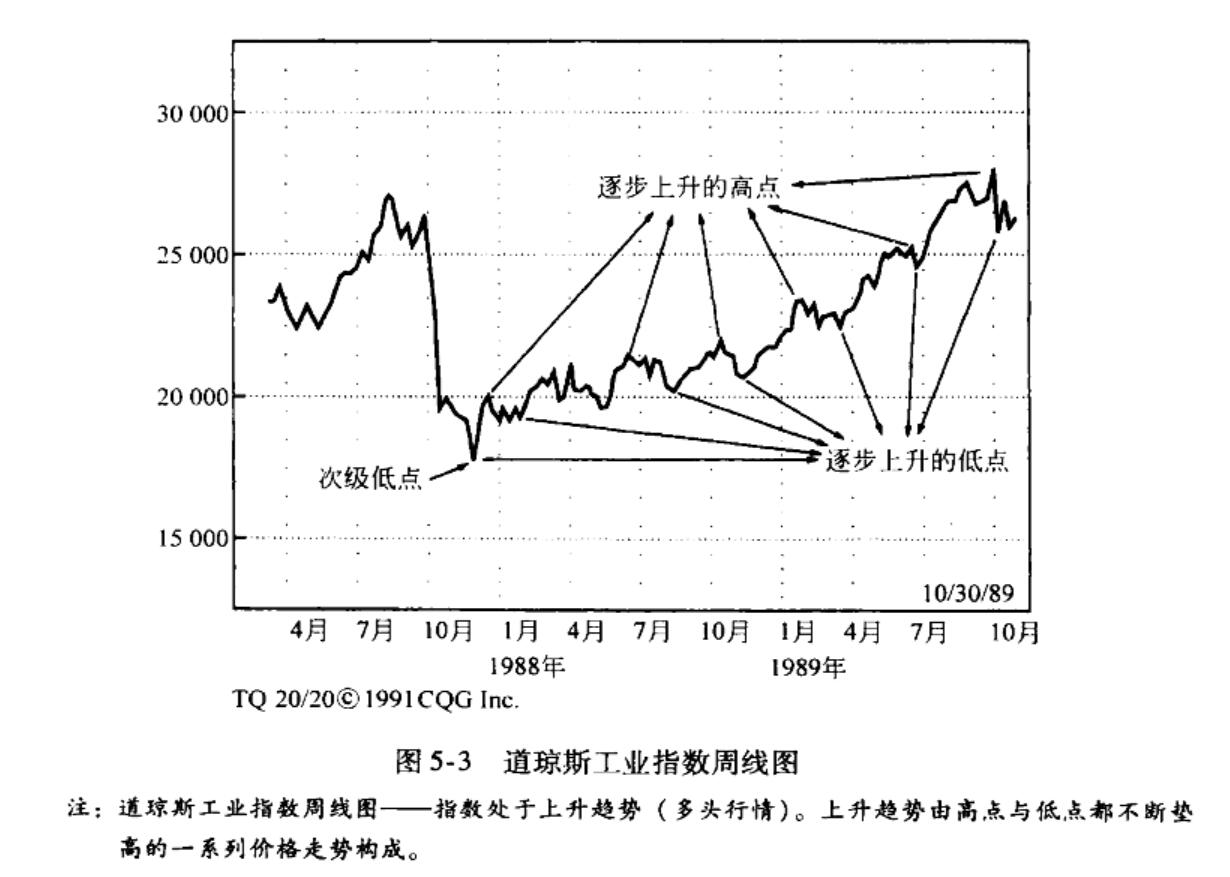 30 000
逐步上升的高点
25 000
20 000
次级低点
逐步上升的低点
15 000
10/30/89
4月 7月 10月 1月 4月 7月 10月 1月 4月 7月 10月
1988年 1989年
TQ 20/20©1991CQG Inc.
图 5-3 道琼斯工业指数周线图
注：道琼斯工业指数周线图——指数处于上升趋势（多头行情）。上升趋势由高点与低点都不断垫
高的一系列价格走势构成。